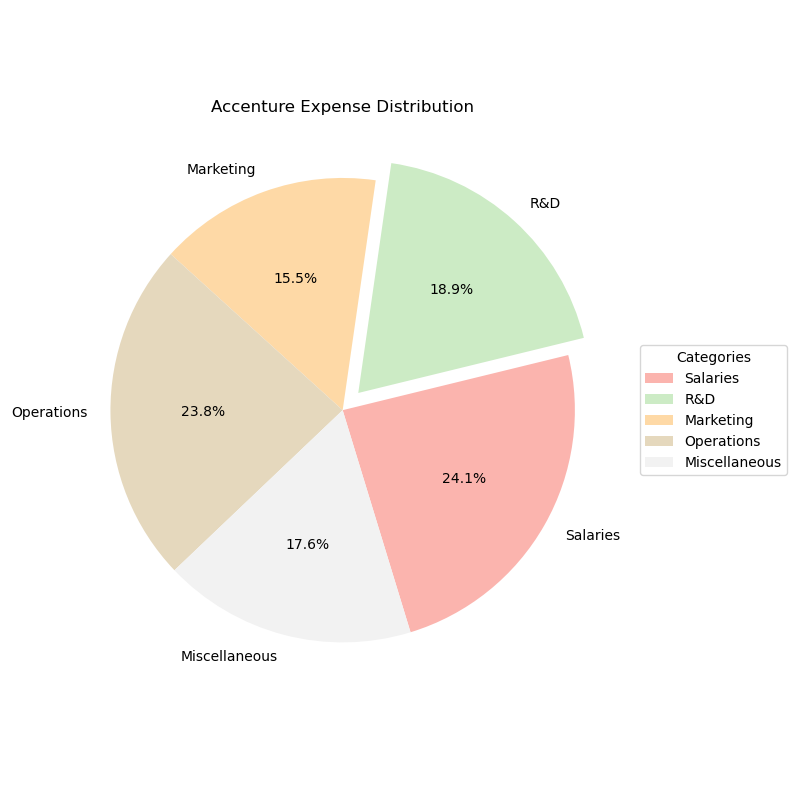 Accenture Expense Distribution
Marketing
R&D
15.5%
18.9%
Operations
23.8%
24.1%
17.6%
Salaries
Miscellaneous
Categories
Salaries
R&D
Marketing
Operations
Miscellaneous